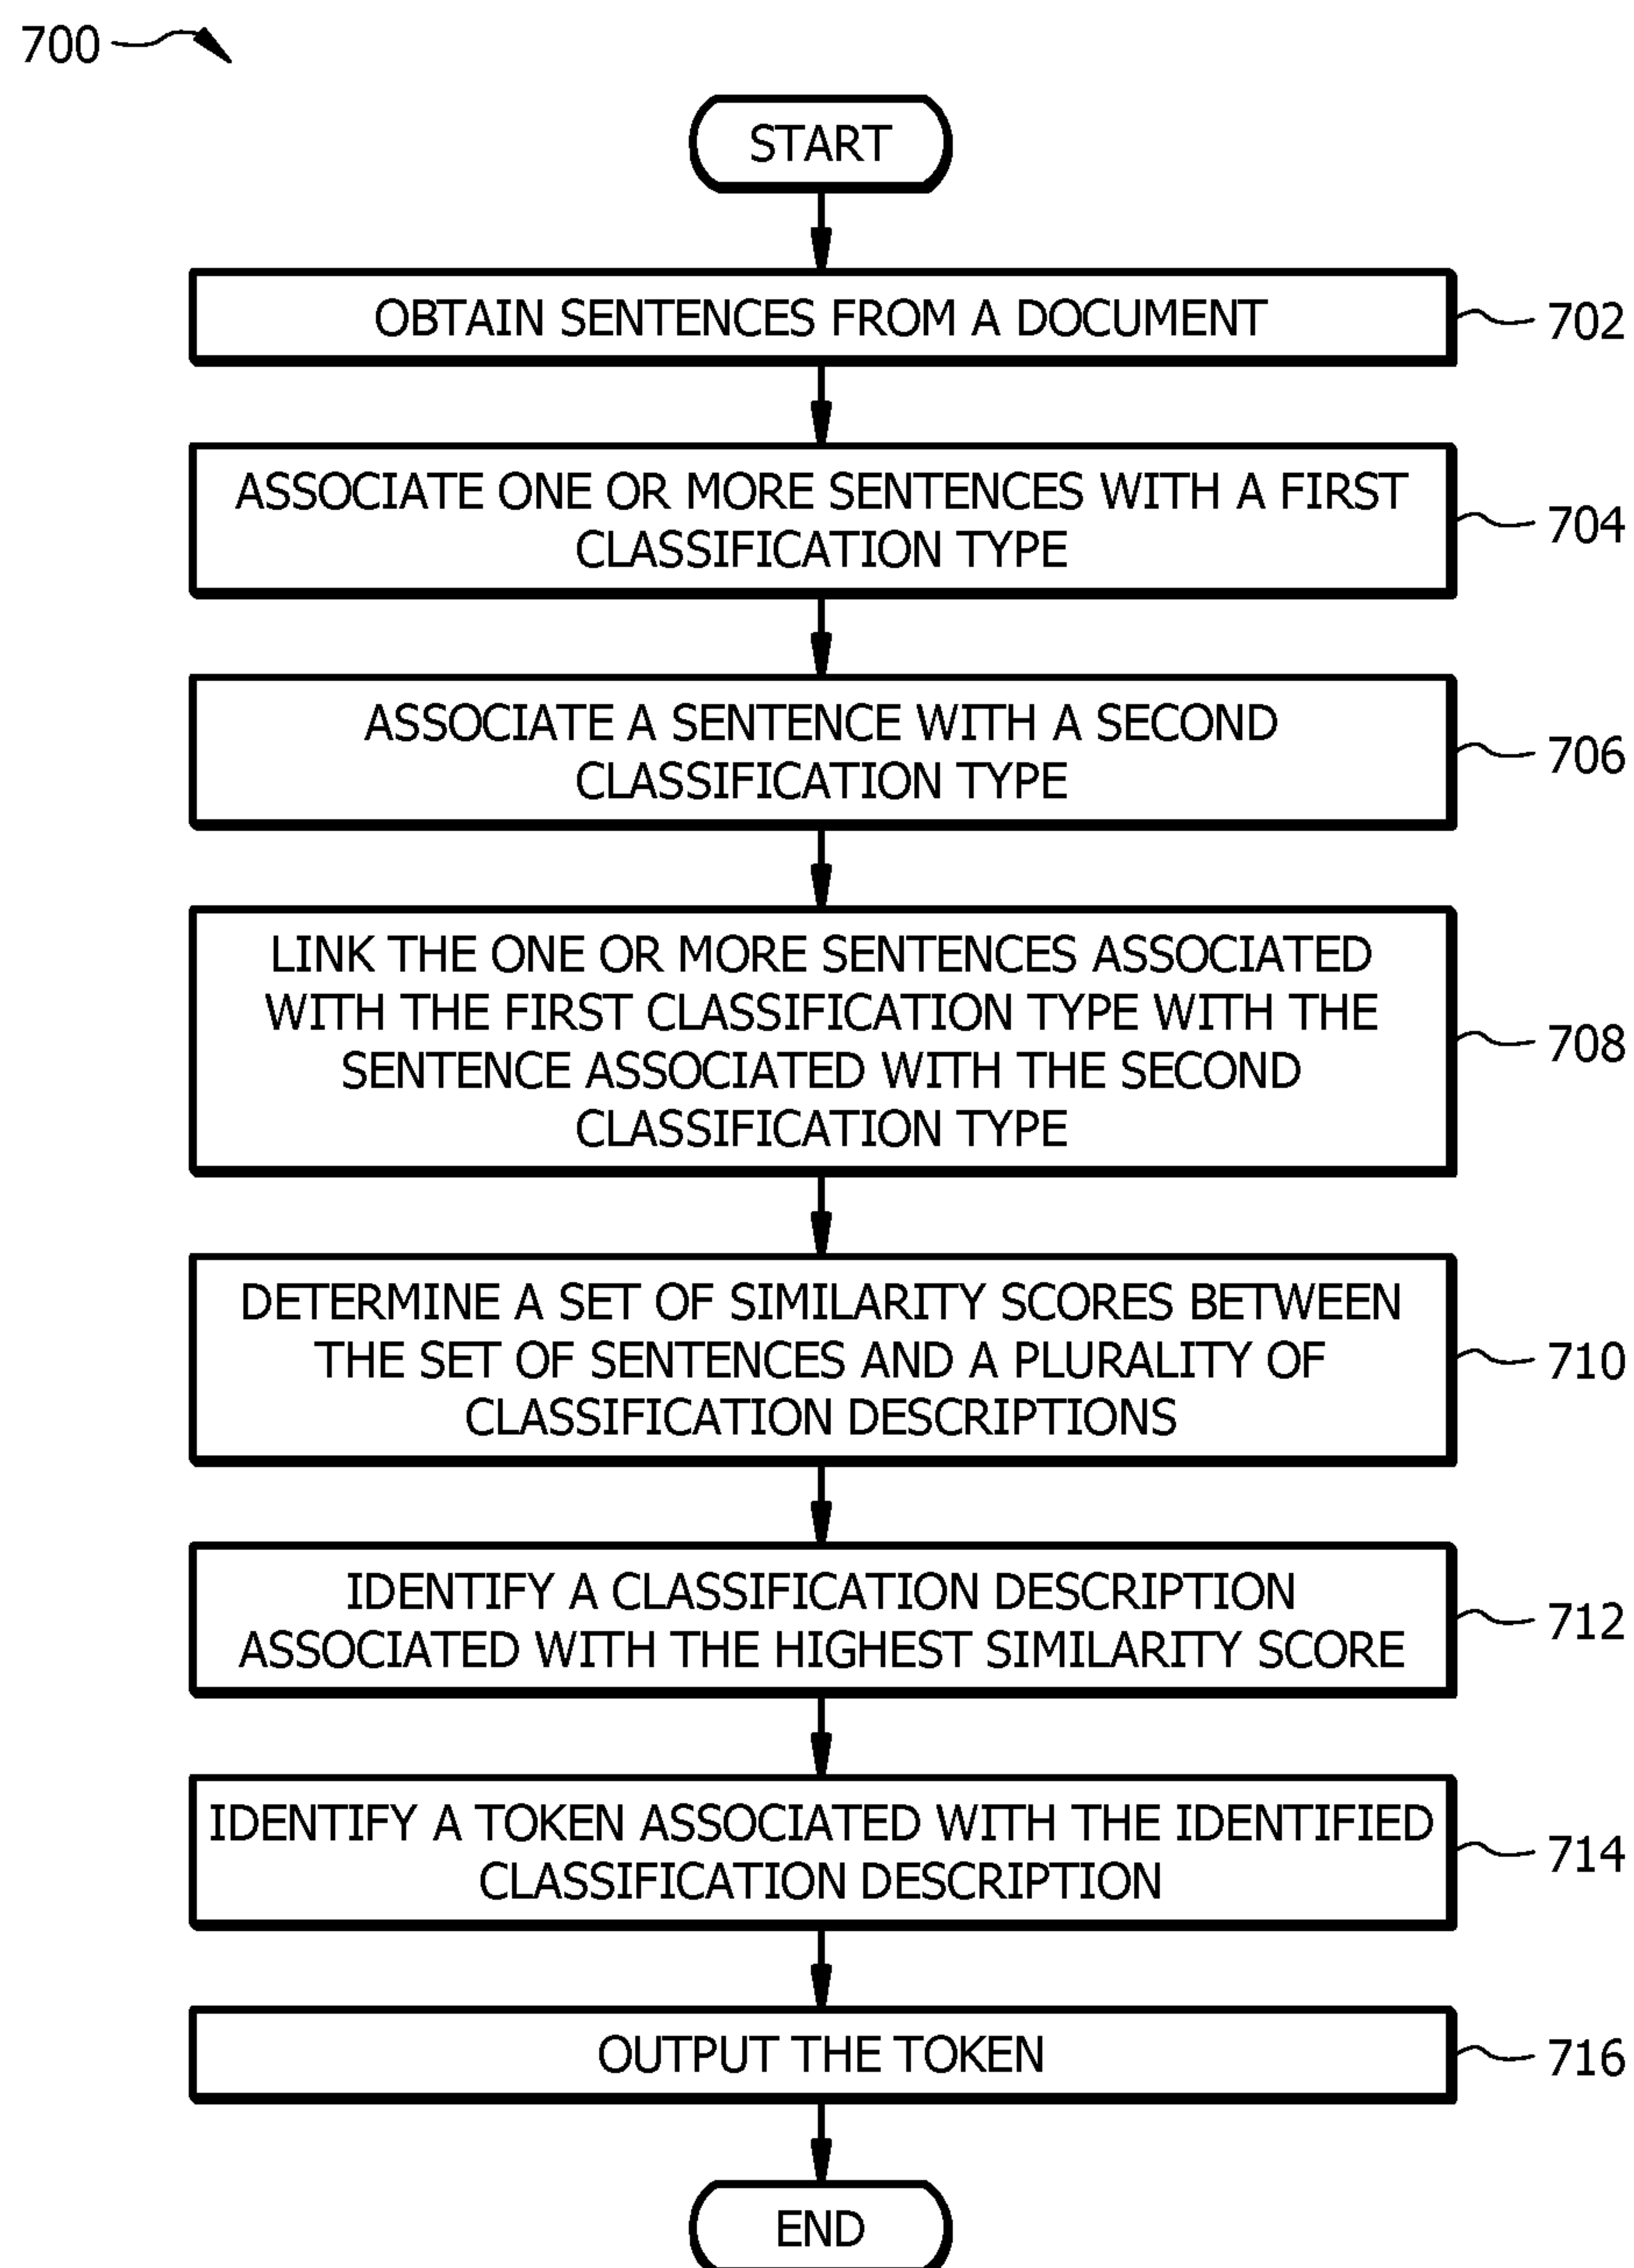 700
START
OBTAIN SENTENCES FROM A DOCUMENT
702
ASSOCIATE ONE OR MORE SENTENCES WITH A FIRST
CLASSIFICATION TYPE
704
ASSOCIATE A SENTENCE WITH A SECOND
CLASSIFICATION TYPE
706
LINK THE ONE OR MORE SENTENCES ASSOCIATED
WITH THE FIRST CLASSIFICATION TYPE WITH THE
SENTENCE ASSOCIATED WITH THE SECOND
CLASSIFICATION TYPE
708
DETERMINE A SET OF SIMILARITY SCORES BETWEEN
THE SET OF SENTENCES AND A PLURALITY OF
CLASSIFICATION DESCRIPTIONS
710
IDENTIFY A CLASSIFICATION DESCRIPTION
ASSOCIATED WITH THE HIGHEST SIMILARITY SCORE
712
IDENTIFY A TOKEN ASSOCIATED WITH THE IDENTIFIED
CLASSIFICATION DESCRIPTION
714
OUTPUT THE TOKEN
716
END